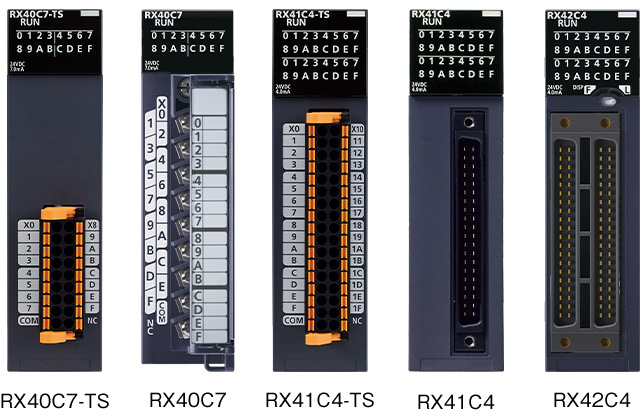 RX40C7-TS
RUN
0 1 2 3 4 5 6 7
8 9 A B C D E F
24VDC
7.0mA
X0 X8
1 9
2 A
3 B
4 C
5 D
6 E
7 F
COM NC
RX40C7
RUN
0 1 2 3 4 5 6 7
8 9 A B C D E F
24VDC
7.0mA
X0
1
2
3
4
5
6
7
8
9
A
B
C
D
E
F
COM
NC
0
1
2
3
4
5
6
7
8
9
A
B
C
D
E
F
RX41C4-TS
RUN
0 1 2 3 4 5 6 7
8 9 A B C D E F
0 1 2 3 4 5 6 7
8 9 A B C D E F
24VDC
4.0mA
X0 X10
1 11
2 12
3 13
4 14
5 15
6 16
7 17
8 18
9 19
A 1A
B 1B
C 1C
D 1D
E 1E
F 1F
COM NC
RX41C4
RUN
0 1 2 3 4 5 6 7
8 9 A B C D E F
0 1 2 3 4 5 6 7
8 9 A B C D E F
24VDC
4.0mA
RX42C4
RUN
0 1 2 3 4 5 6 7
8 9 A B C D E F
0 1 2 3 4 5 6 7
8 9 A B C D E F
24VDC
4.0mA
DISP F L
RX40C7-TS RX40C7 RX41C4-TS RX41C4 RX42C4